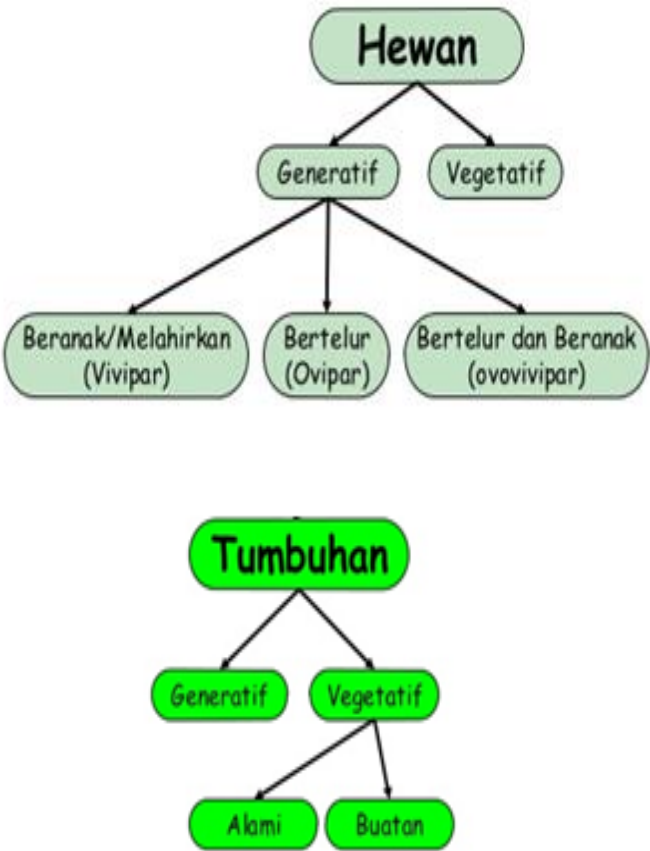 Hewan
Generatif
Vegetatif
Beranak/Melahirkan
(Vivipar)
Bertelur
(Ovipar)
Bertelur dan Beranak
(ovovivipar)
Tumbuhan
Generatif
Vegetatif
Alami
Buatan